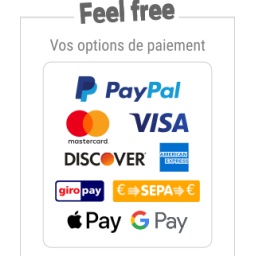 Feel free
Vos options de paiement
PayPal
mastercard VISA
DISCOVER AMERICAN EXPRESS
giropay €SEPA€
Pay G Pay